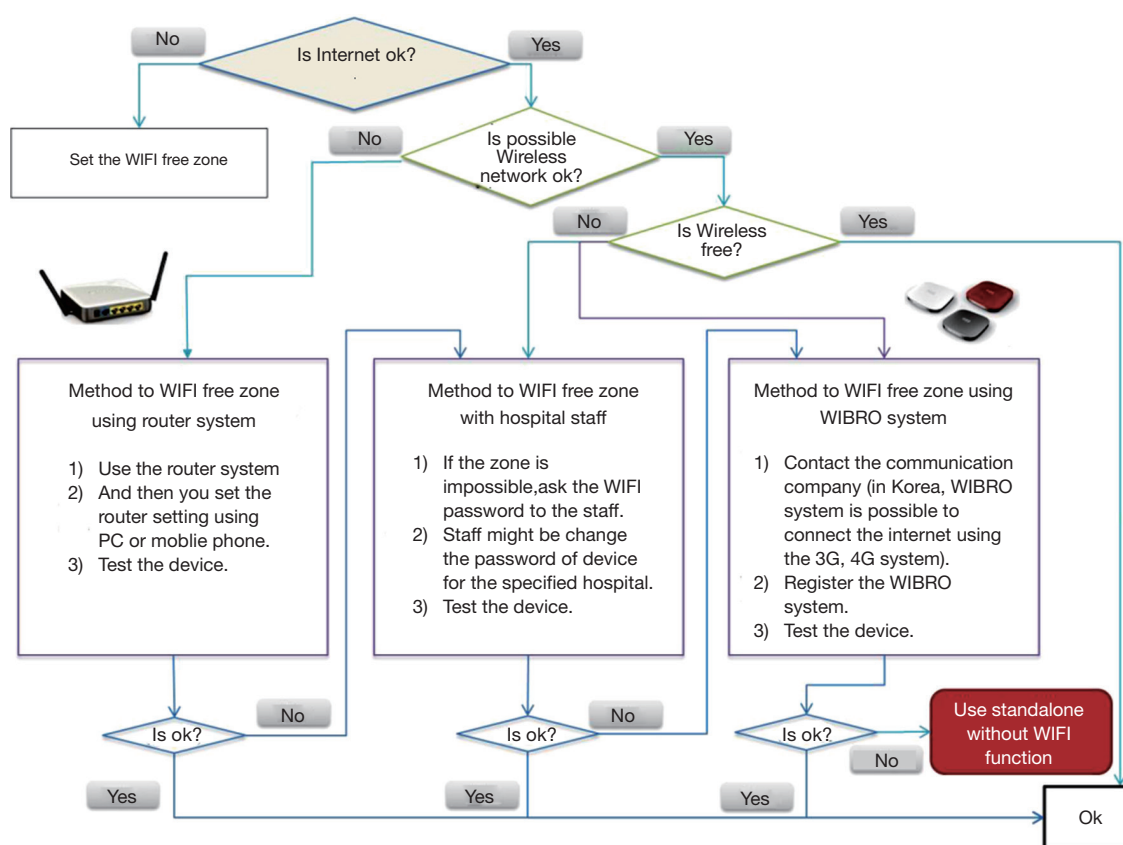 No
Is Internet ok?
Yes
Set the WIFI free zone
No
Is possible
Wireless
network ok?
Yes
No
Is Wireless
free?
Yes
Method to WIFI free zone
using router system
1) Use the router system
2) And then you set the
router setting using
PC or moblie phone.
3) Test the device.
Method to WIFI free zone
with hospital staff
1) If the zone is
impossible,ask the WIFI
password to the staff.
2) Staff might be change
the password of device
for the specified hospital.
3) Test the device.
Method to WIFI free zone using
WIBRO system
1) Contact the communication
company (in Korea, WIBRO
system is possible to
connect the internet using
the 3G, 4G system).
2) Register the WIBRO
system.
3) Test the device.
Is ok?
No
Yes
Is ok?
No
Yes
Is ok?
No
Yes
Use standalone
without WIFI
function
Ok